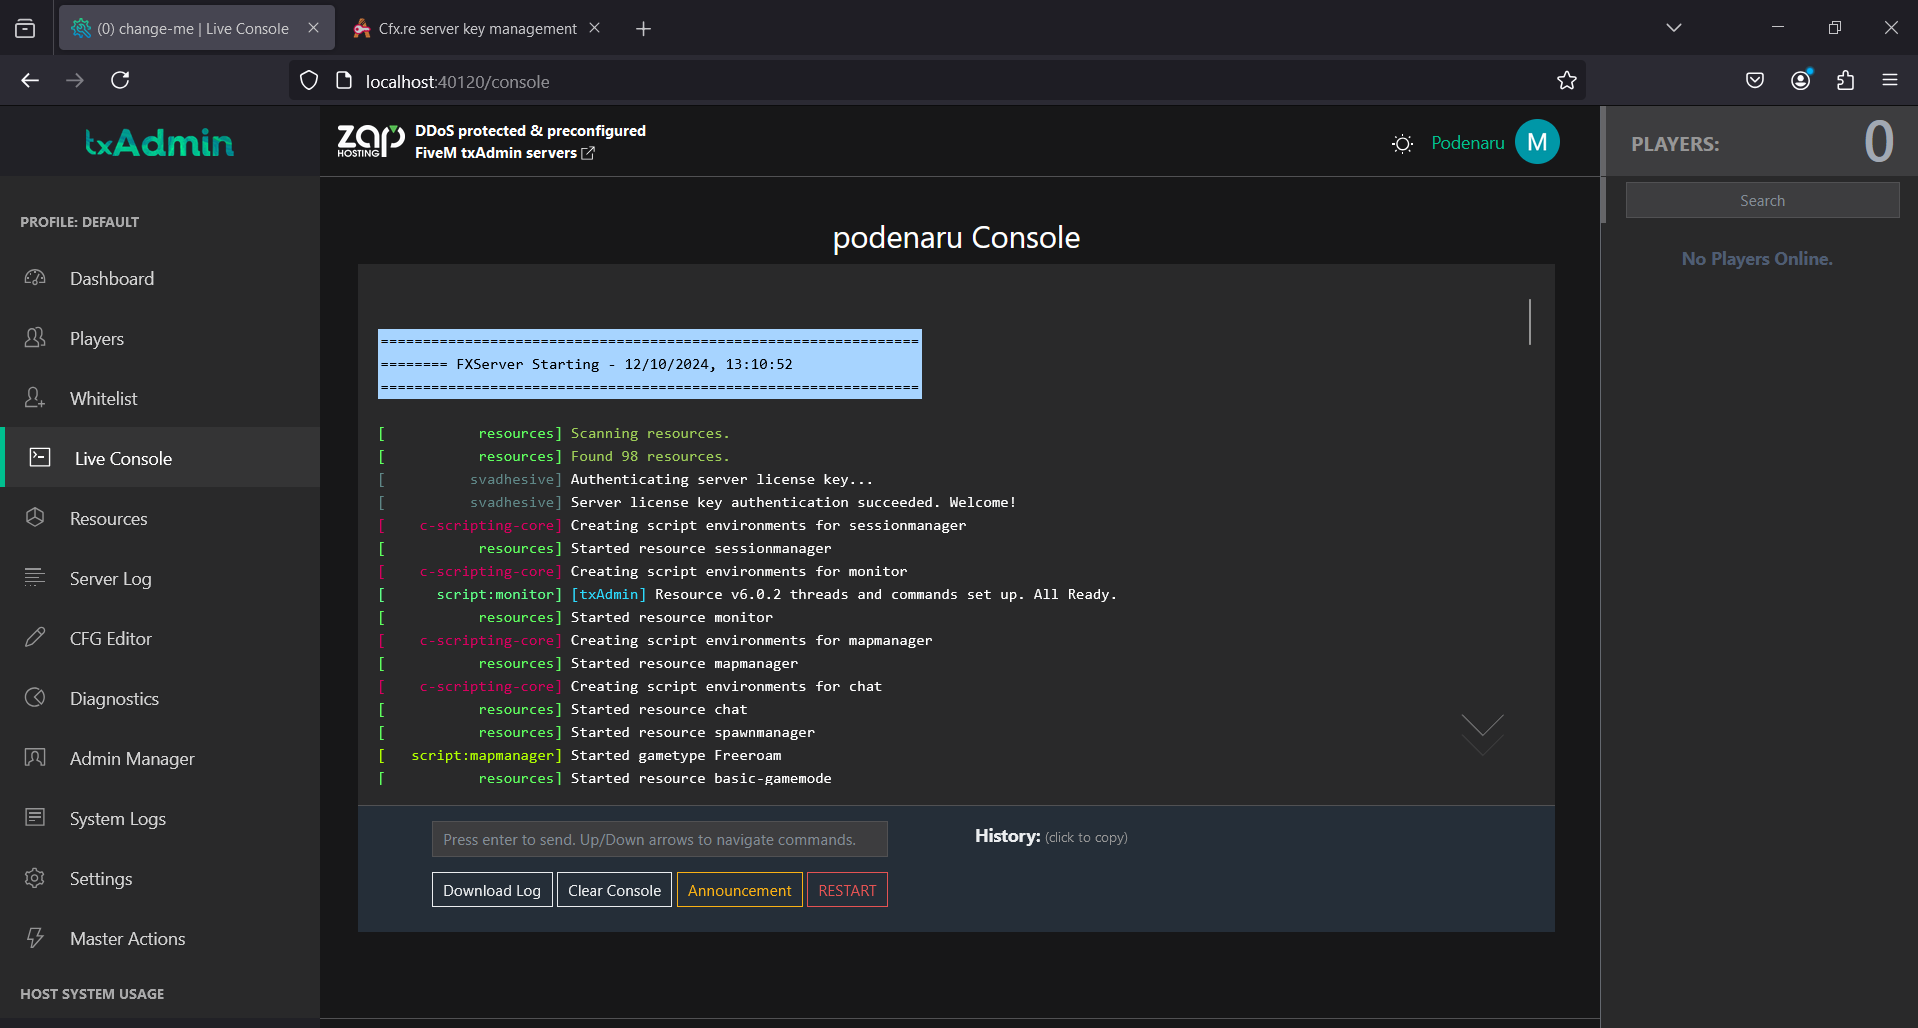 (0) change-me | Live Console
Cfx.re server key management
localhost:40120/console
txAdmin
ZAP HOSTING
DDoS protected & preconfigured
FiveM txAdmin servers
Podenaru
M
PLAYERS:
0
Search
No Players Online.
PROFILE: DEFAULT
Dashboard
Players
Whitelist
Live Console
Resources
Server Log
CFG Editor
Diagnostics
Admin Manager
System Logs
Settings
Master Actions
HOST SYSTEM USAGE
podenaru Console
================================================================
======== FXServer Starting - 12/10/2024, 13:10:52
================================================================
[           resources] Scanning resources.
[           resources] Found 98 resources.
[          svadhesive] Authenticating server license key...
[          svadhesive] Server license key authentication succeeded. Welcome!
[    c-scripting-core] Creating script environments for sessionmanager
[           resources] Started resource sessionmanager
[    c-scripting-core] Creating script environments for monitor
[      script:monitor] [txAdmin] Resource v6.0.2 threads and commands set up. All Ready.
[           resources] Started resource monitor
[    c-scripting-core] Creating script environments for mapmanager
[           resources] Started resource mapmanager
[    c-scripting-core] Creating script environments for chat
[           resources] Started resource chat
[           resources] Started resource spawnmanager
[   script:mapmanager] Started gametype Freeroam
[           resources] Started resource basic-gamemode
Press enter to send. Up/Down arrows to navigate commands.
History: (click to copy)
Download Log
Clear Console
Announcement
RESTART